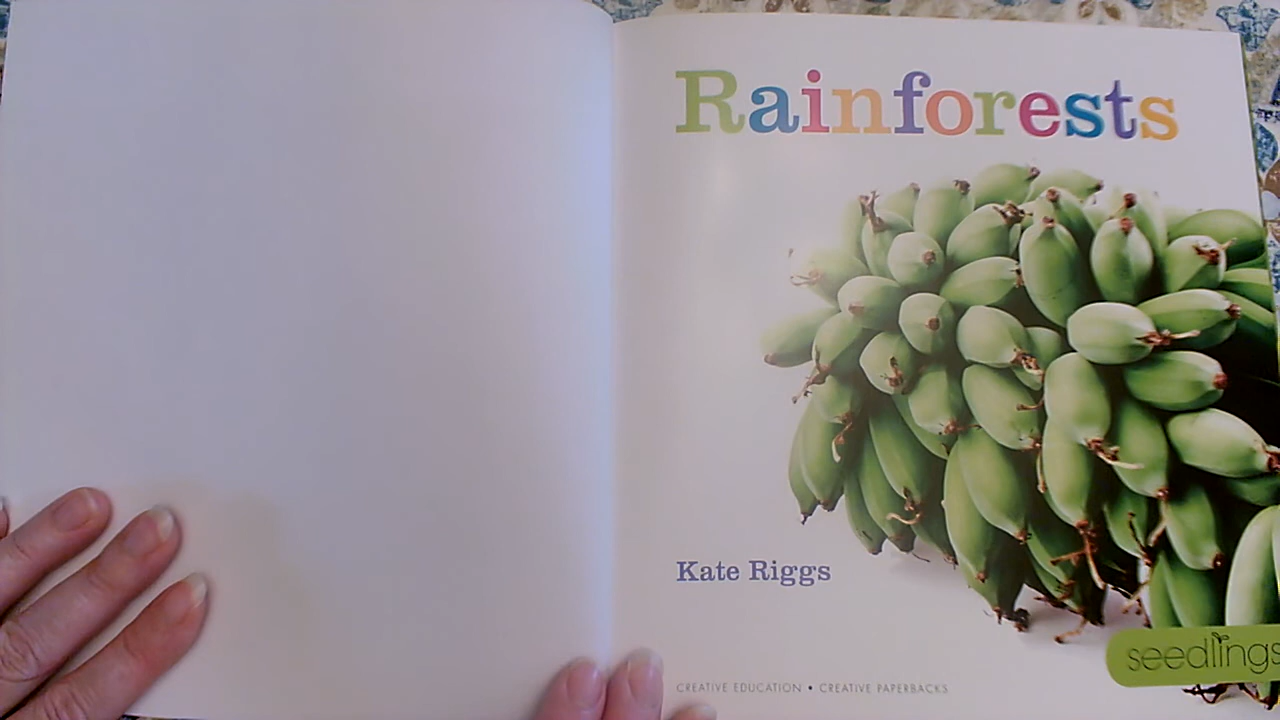 Rainforests
Kate Riggs
seedlings
CREATIVE EDUCATION • CREATIVE PAPERBACKS